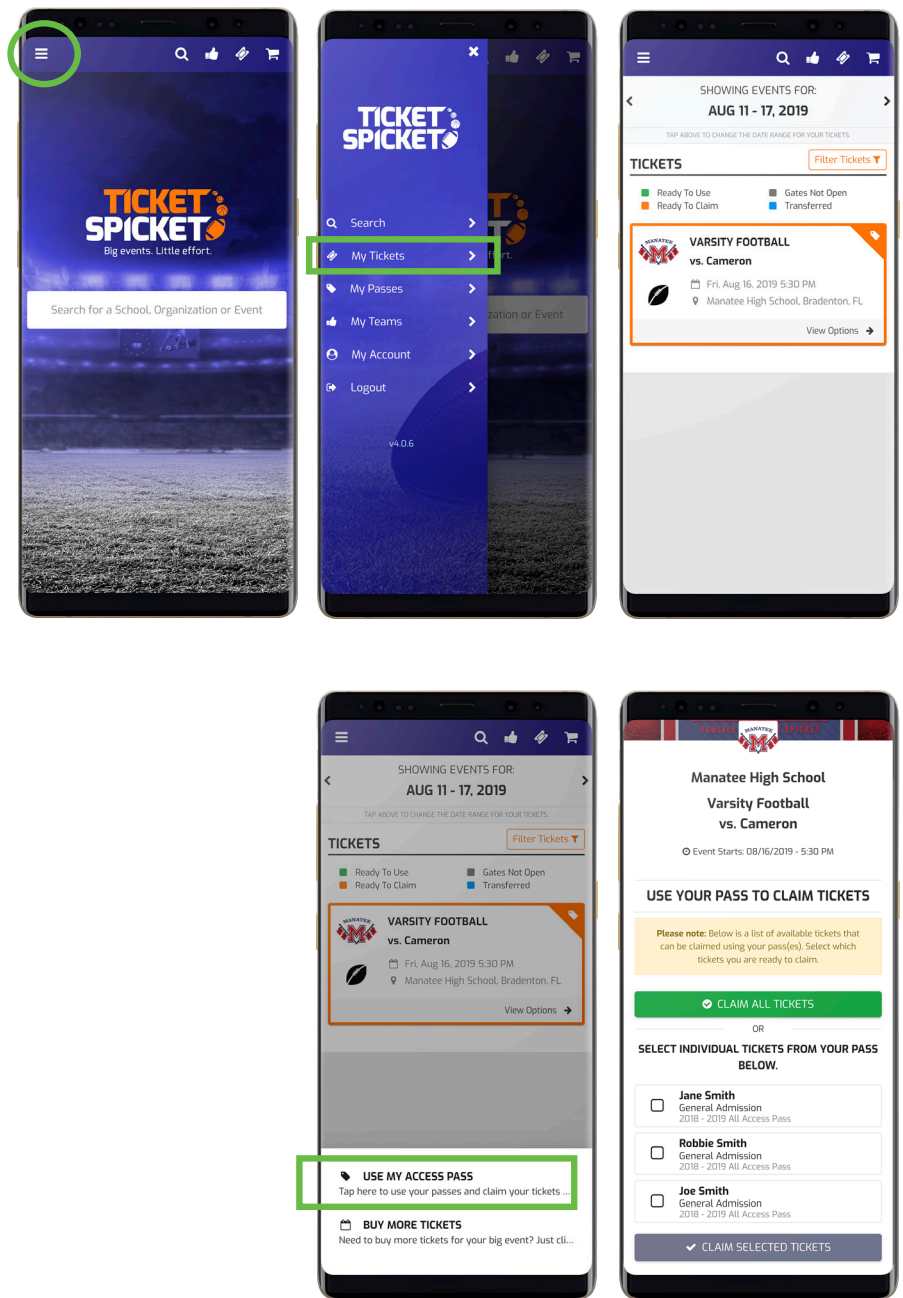 TICKET
SPICKET
Big events. Little effort.
Search for a School, Organization or Event
TICKET
SPICKET
Search
My Tickets
My Passes
My Teams
My Account
Logout
v4.0.6
ffort.
zation or Event
SHOWING EVENTS FOR:
AUG 11 - 17, 2019
TAP ABOVE TO CHANGE THE DATE RANGE FOR YOUR TICKETS.
TICKETS
Filter Tickets
Ready To Use
Gates Not Open
Ready To Claim
Transferred
MANATEE
M
VARSITY FOOTBALL
vs. Cameron
Fri, Aug 16, 2019 5:30 PM
Manatee High School, Bradenton, FL
View Options
SHOWING EVENTS FOR:
AUG 11 - 17, 2019
TAP ABOVE TO CHANGE THE DATE RANGE FOR YOUR TICKETS.
TICKETS
Filter Tickets
Ready To Use
Gates Not Open
Ready To Claim
Transferred
MANATEE
M
VARSITY FOOTBALL
vs. Cameron
Fri, Aug 16, 2019 5:30 PM
Manatee High School, Bradenton, FL
View Options
USE MY ACCESS PASS
Tap here to use your passes and claim your tickets ...
BUY MORE TICKETS
Need to buy more tickets for your big event? Just cli...
MANATEE
M
SPICKET
Manatee High School
Varsity Football
vs. Cameron
Event Starts: 08/16/2019 - 5:30 PM
USE YOUR PASS TO CLAIM TICKETS
Please note: Below is a list of available tickets that
can be claimed using your pass(es). Select which
tickets you are ready to claim.
CLAIM ALL TICKETS
OR
SELECT INDIVIDUAL TICKETS FROM YOUR PASS
BELOW.
Jane Smith
General Admission
2018 - 2019 All Access Pass
Robbie Smith
General Admission
2018 - 2019 All Access Pass
Joe Smith
General Admission
2018 - 2019 All Access Pass
CLAIM SELECTED TICKETS